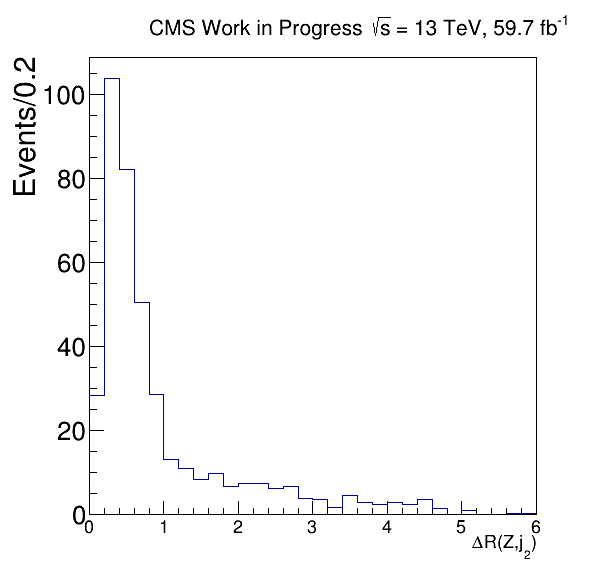 CMS Work in Progress √s = 13 TeV, 59.7 fb⁻¹
Events/0.2
100
80
60
40
20
0
0 1 2 3 4 5 6
ΔR(Z,j₂)